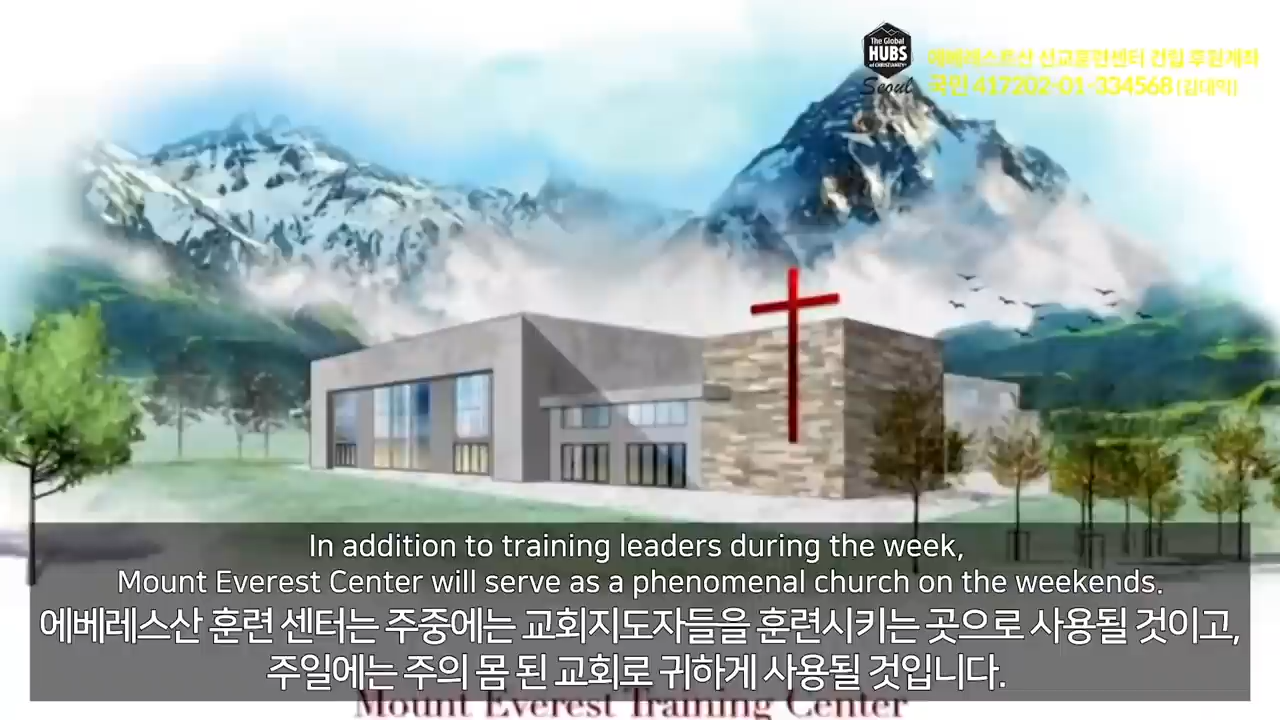 The Global
HUBS
of CHRISTIANITY
Seoul
에베레스트산 선교훈련센터 건립 후원계좌
국민 417202-01-334568 (김대억)
In addition to training leaders during the week,
Mount Everest Center will serve as a phenomenal church on the weekends.
에베레스산 훈련 센터는 주중에는 교회지도자들을 훈련시키는 곳으로 사용될 것이고,
주일에는 주의 몸 된 교회로 귀하게 사용될 것입니다.
Mount Everest Training Center